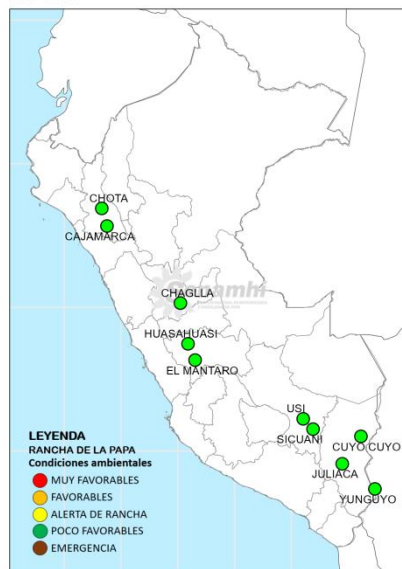 CHOTA
CAJAMARCA
Senamhi
CHAGLLA
HUASAHUASI
EL MANTARO
USI
SICUANI
CUYO CUYO
JULIACA
YUNGUYO
LEYENDA
RANCHA DE LA PAPA
Condiciones ambientales
MUY FAVORABLES
FAVORABLES
ALERTA DE RANCHA
POCO FAVORABLES
EMERGENCIA